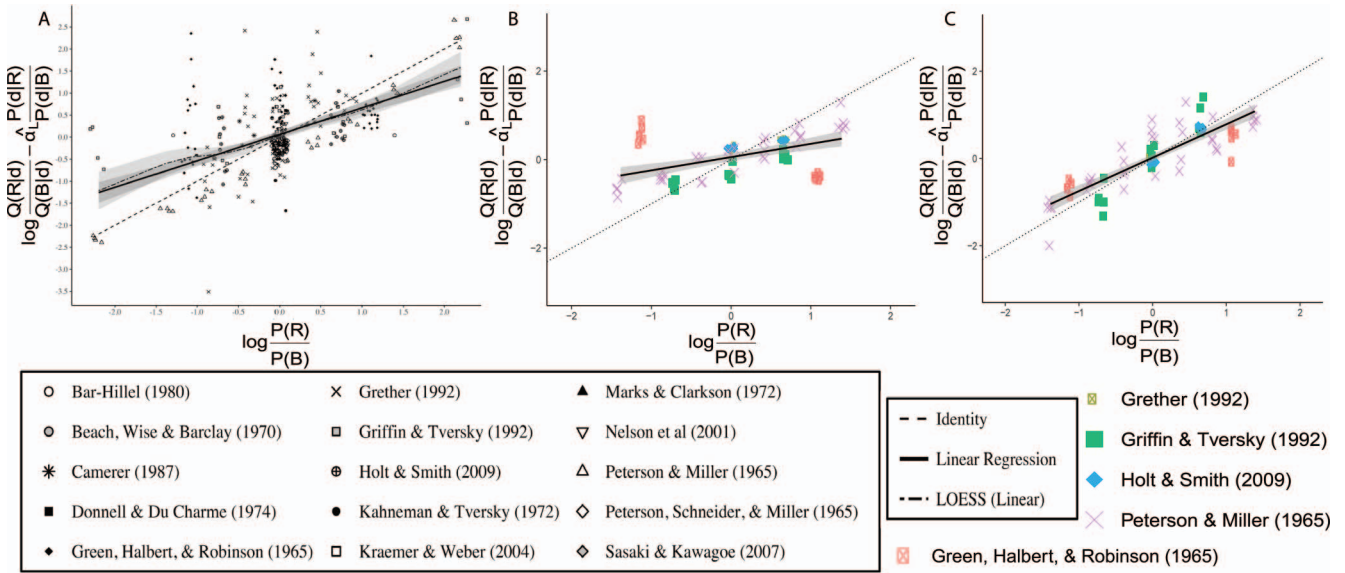 A
B
C
log Q(R|d)/Q(B|d) − α̂_L P(d|R)/P(d|B)
2.5
2.0
1.5
1.0
0.5
0.0
-0.5
-1.0
-1.5
-2.0
-2.5
-3.0
-3.5
-2.0 -1.5 -1.0 -0.5 0.0 0.5 1.0 1.5 2.0
log P(R)/P(B)
log Q(R|d)/Q(B|d) − α̂_L P(d|R)/P(d|B)
2
0
−2
−2 −1 0 1 2
log P(R)/P(B)
log Q(R|d)/Q(B|d) − α̂_L P(d|R)/P(d|B)
2
0
−2
−2 −1 0 1 2
log P(R)/P(B)
Bar-Hillel (1980)
Beach, Wise & Barclay (1970)
Camerer (1987)
Donnell & Du Charme (1974)
Green, Halbert, & Robinson (1965)
Grether (1992)
Griffin & Tversky (1992)
Holt & Smith (2009)
Kahneman & Tversky (1972)
Kraemer & Weber (2004)
Marks & Clarkson (1972)
Nelson et al (2001)
Peterson & Miller (1965)
Peterson, Schneider, & Miller (1965)
Sasaki & Kawagoe (2007)
Identity
Linear Regression
LOESS (Linear)
Grether (1992)
Griffin & Tversky (1992)
Holt & Smith (2009)
Peterson & Miller (1965)
Green, Halbert, & Robinson (1965)